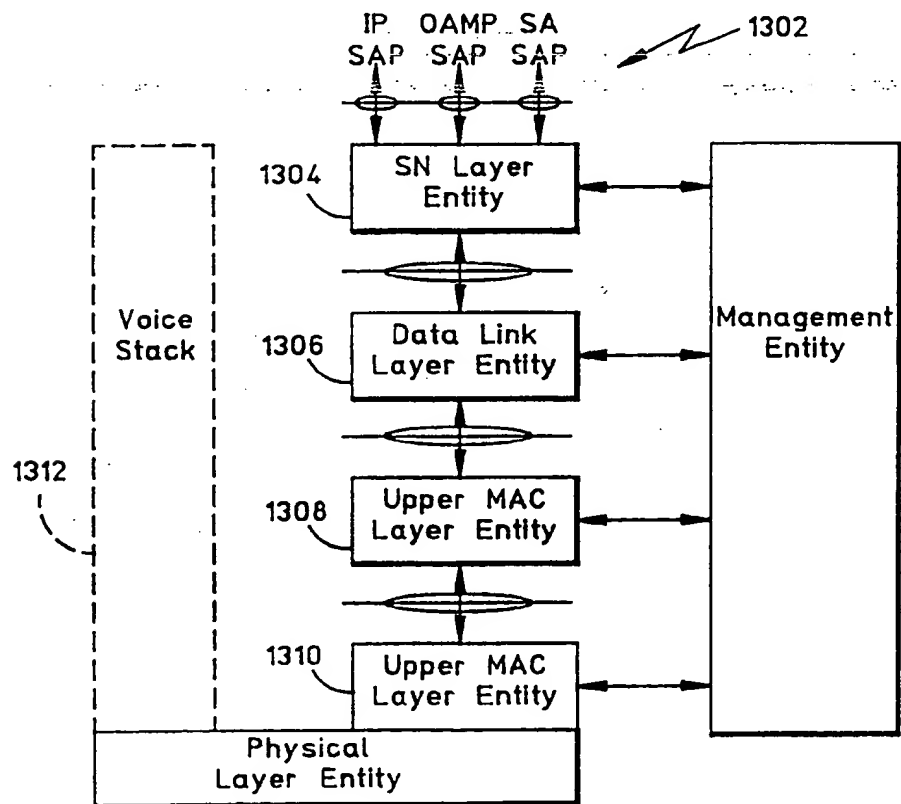 IP OAMP SA
SAP SAP SAP
1302
1304
SN Layer
Entity
Voice
Stack
1306
Data Link
Layer Entity
Management
Entity
1312
1308
Upper MAC
Layer Entity
1310
Upper MAC
Layer Entity
Physical
Layer Entity